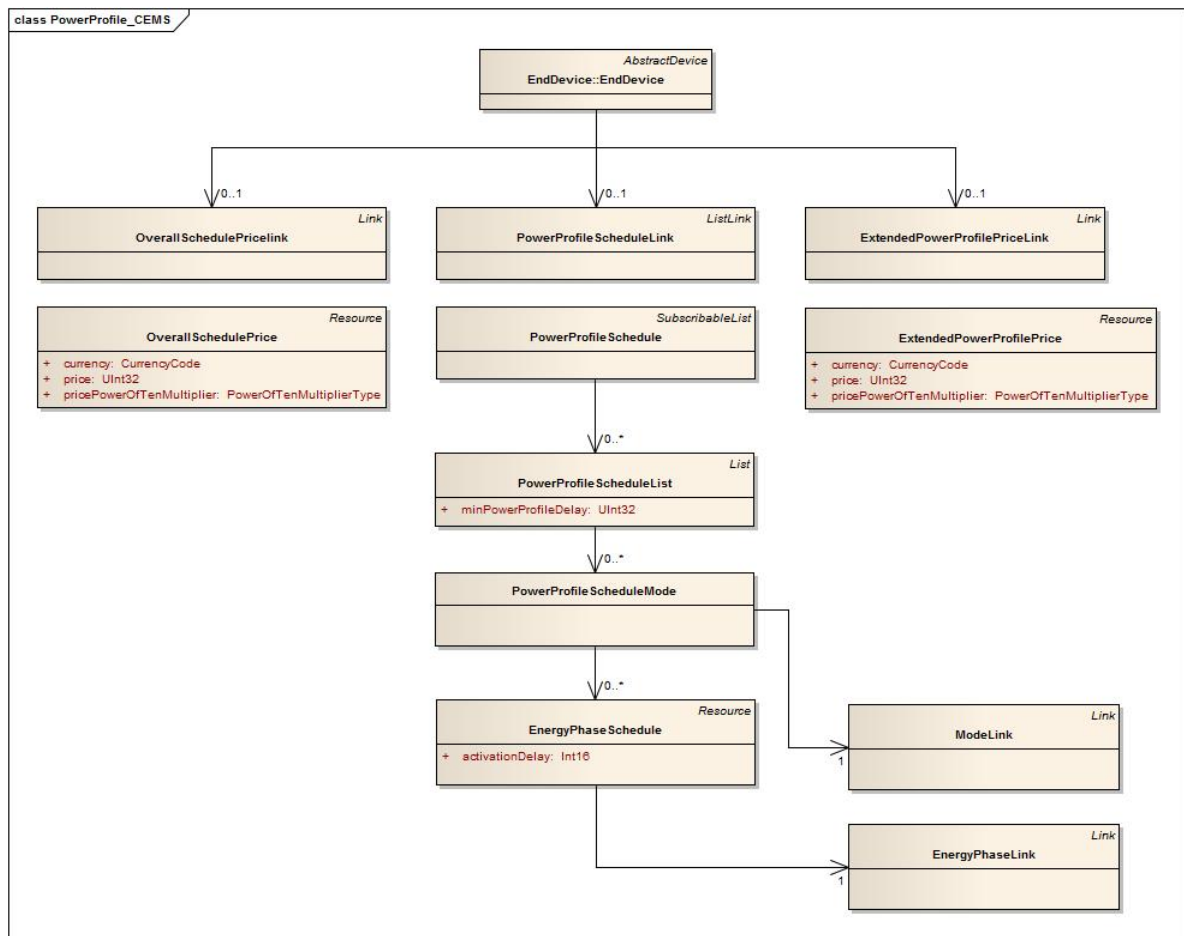 class PowerProfile_CEMS
AbstractDevice
EndDevice::EndDevice
0..1
0..1
0..1
Link
OverallSchedulePricelink
ListLink
PowerProfileScheduleLink
Link
ExtendedPowerProfilePriceLink
Resource
OverallSchedulePrice
+ currency: CurrencyCode
+ price: UInt32
+ pricePowerOfTenMultiplier: PowerOfTenMultiplierType
SubscribableList
PowerProfileSchedule
Resource
ExtendedPowerProfilePrice
+ currency: CurrencyCode
+ price: UInt32
+ pricePowerOfTenMultiplier: PowerOfTenMultiplierType
0..*
List
PowerProfileScheduleList
+ minPowerProfileDelay: UInt32
0..*
PowerProfileScheduleMode
0..*
Resource
EnergyPhaseSchedule
+ activationDelay: Int16
Link
ModeLink
1
Link
EnergyPhaseLink
1